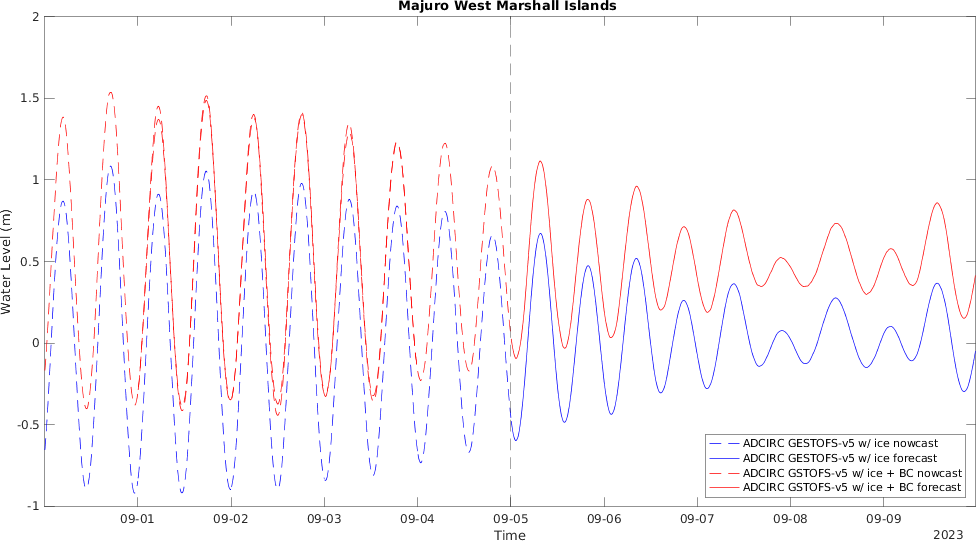 Majuro West Marshall Islands
2
1.5
1
0.5
0
-0.5
-1
Water Level (m)
09-01 09-02 09-03 09-04 09-05 09-06 09-07 09-08 09-09
Time
2023
ADCIRC GESTOFS-v5 w/ ice nowcast
ADCIRC GESTOFS-v5 w/ ice forecast
ADCIRC GSTOFS-v5 w/ ice + BC nowcast
ADCIRC GSTOFS-v5 w/ ice + BC forecast